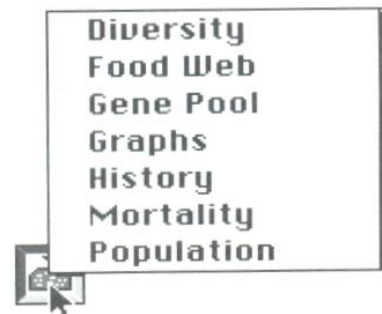 Diversity
Food Web
Gene Pool
Graphs
History
Mortality
Population